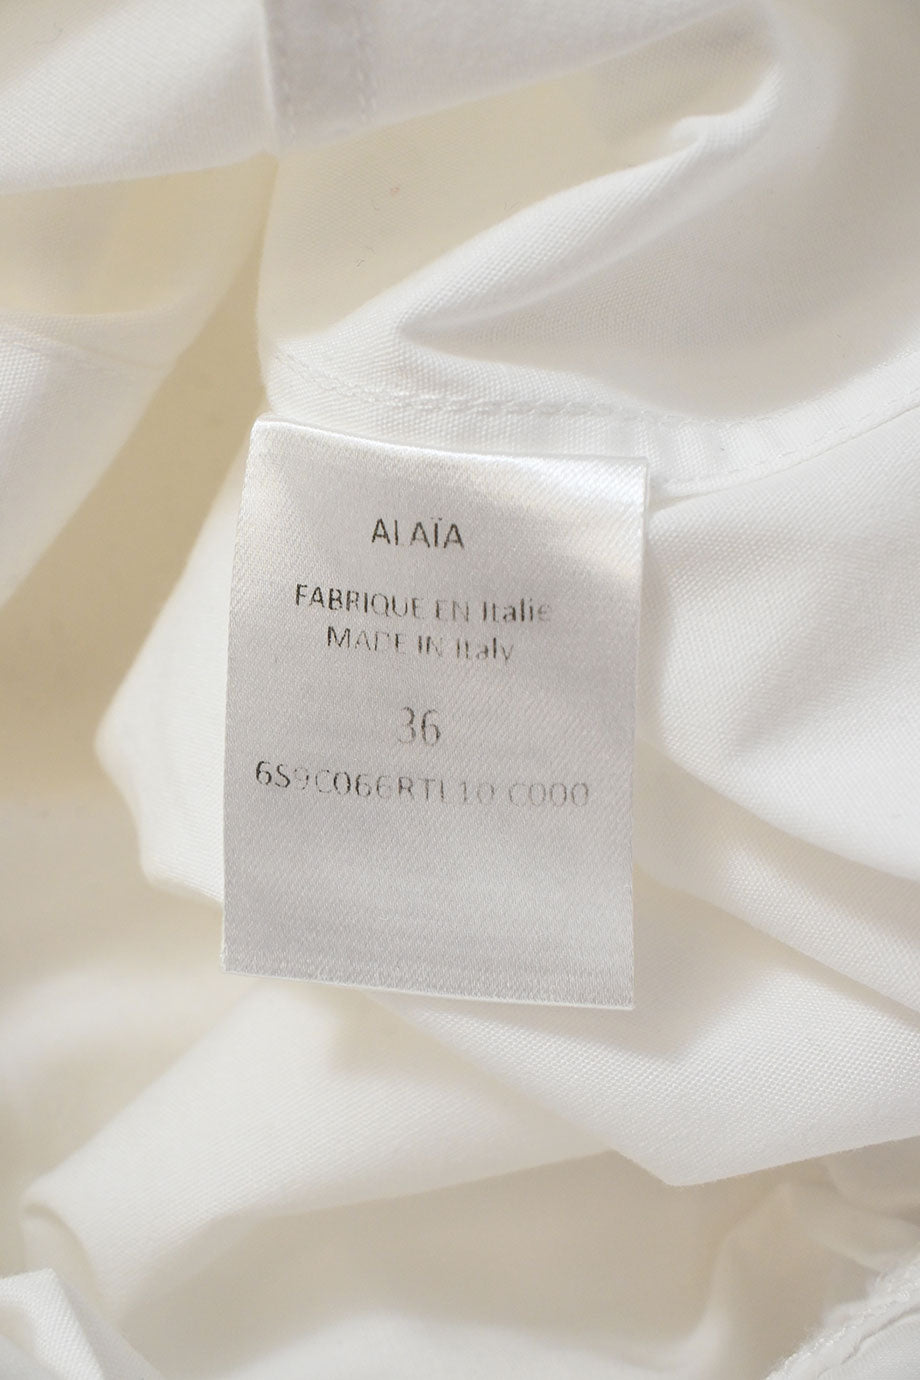 ALAÏA
FABRIQUE EN Italie
MADE IN Italy
36
6S9C066RTL10 C000